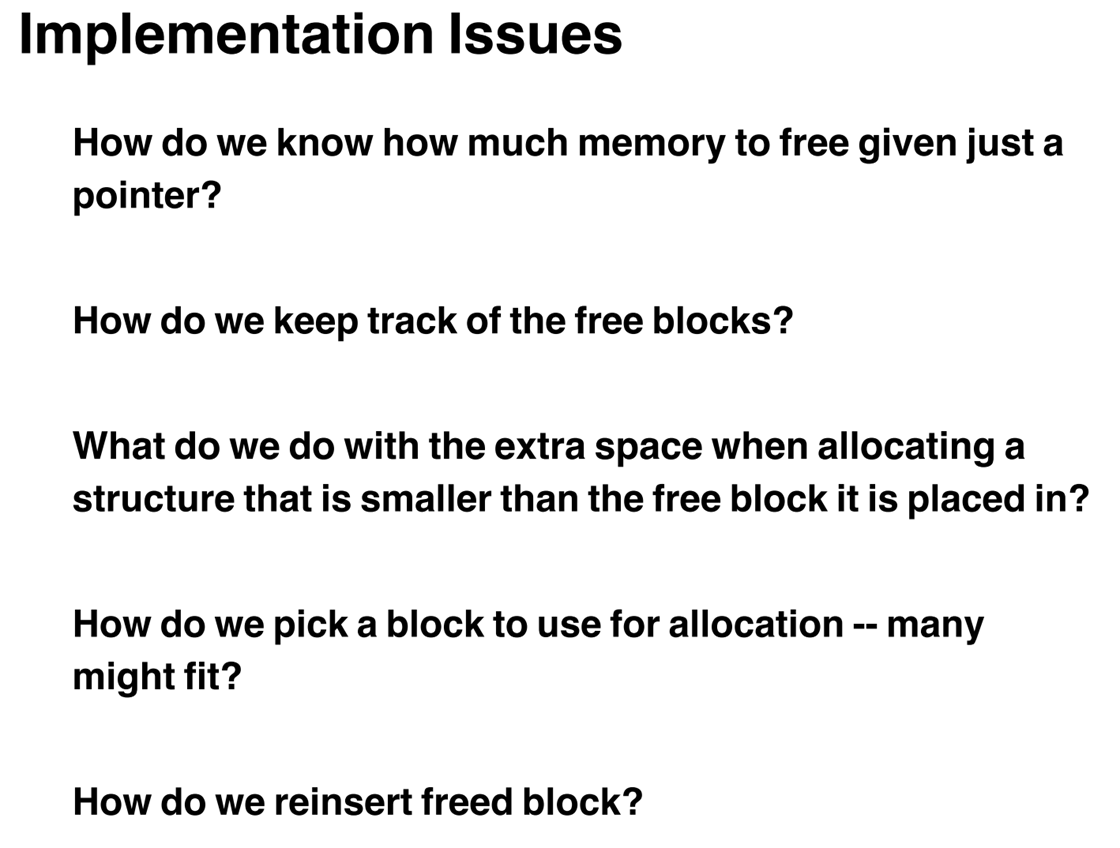 Implementation Issues
How do we know how much memory to free given just a
pointer?
How do we keep track of the free blocks?
What do we do with the extra space when allocating a
structure that is smaller than the free block it is placed in?
How do we pick a block to use for allocation -- many
might fit?
How do we reinsert freed block?